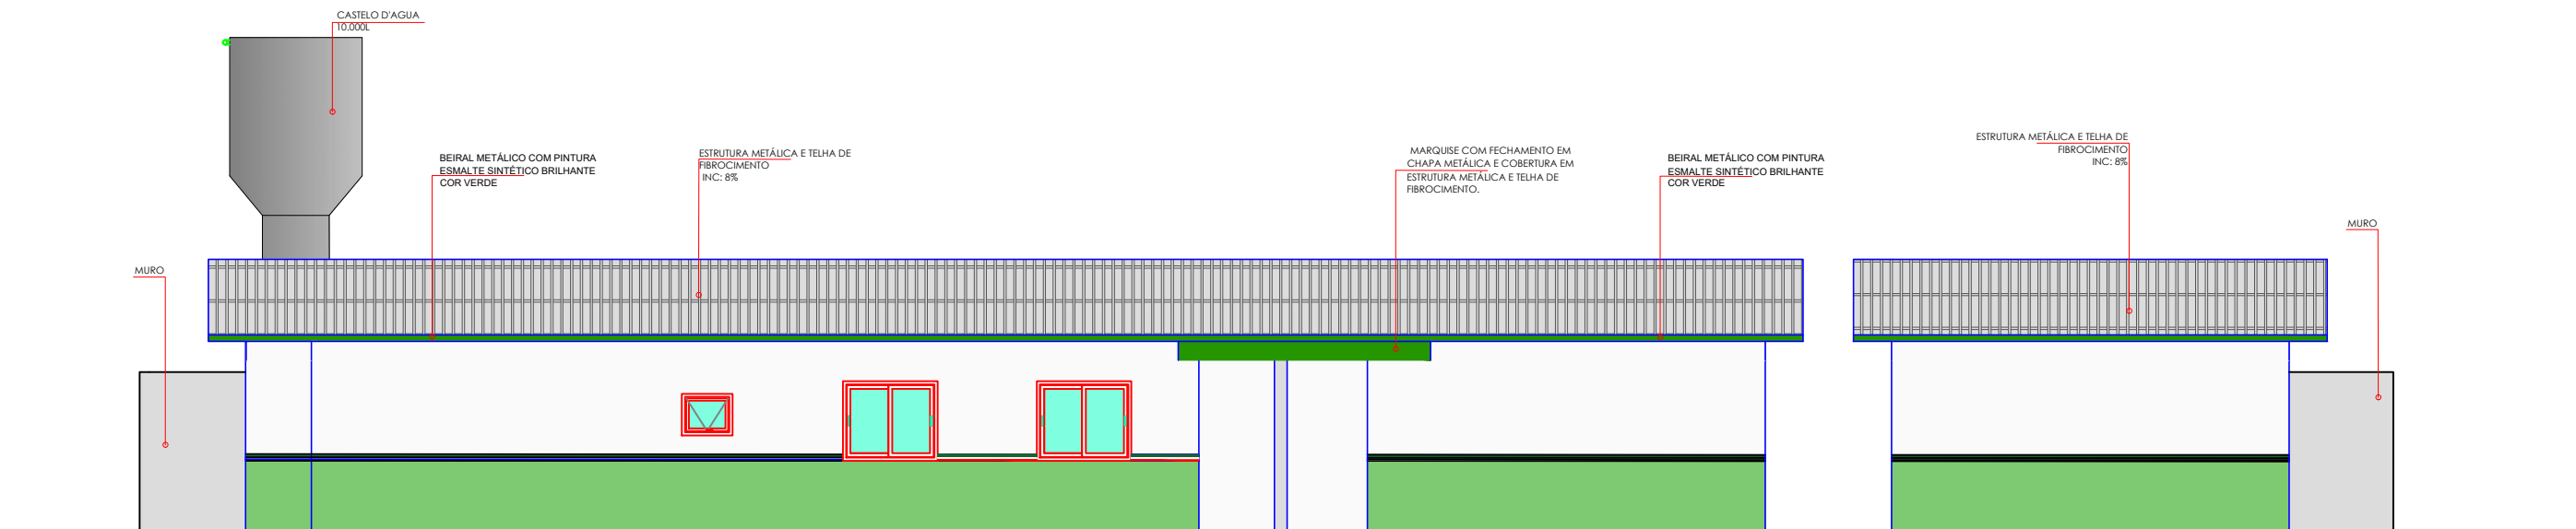 CASTELO D'AGUA
10.000L
BEIRAL METÁLICO COM PINTURA
ESMALTE SINTÉTICO BRILHANTE
COR VERDE
ESTRUTURA METÁLICA E TELHA DE
FIBROCIMENTO
INC: 8%
MARQUISE COM FECHAMENTO EM
CHAPA METÁLICA E COBERTURA EM
ESTRUTURA METÁLICA E TELHA DE
FIBROCIMENTO.
BEIRAL METÁLICO COM PINTURA
ESMALTE SINTÉTICO BRILHANTE
COR VERDE
ESTRUTURA METÁLICA E TELHA DE
FIBROCIMENTO
INC: 8%
MURO
MURO